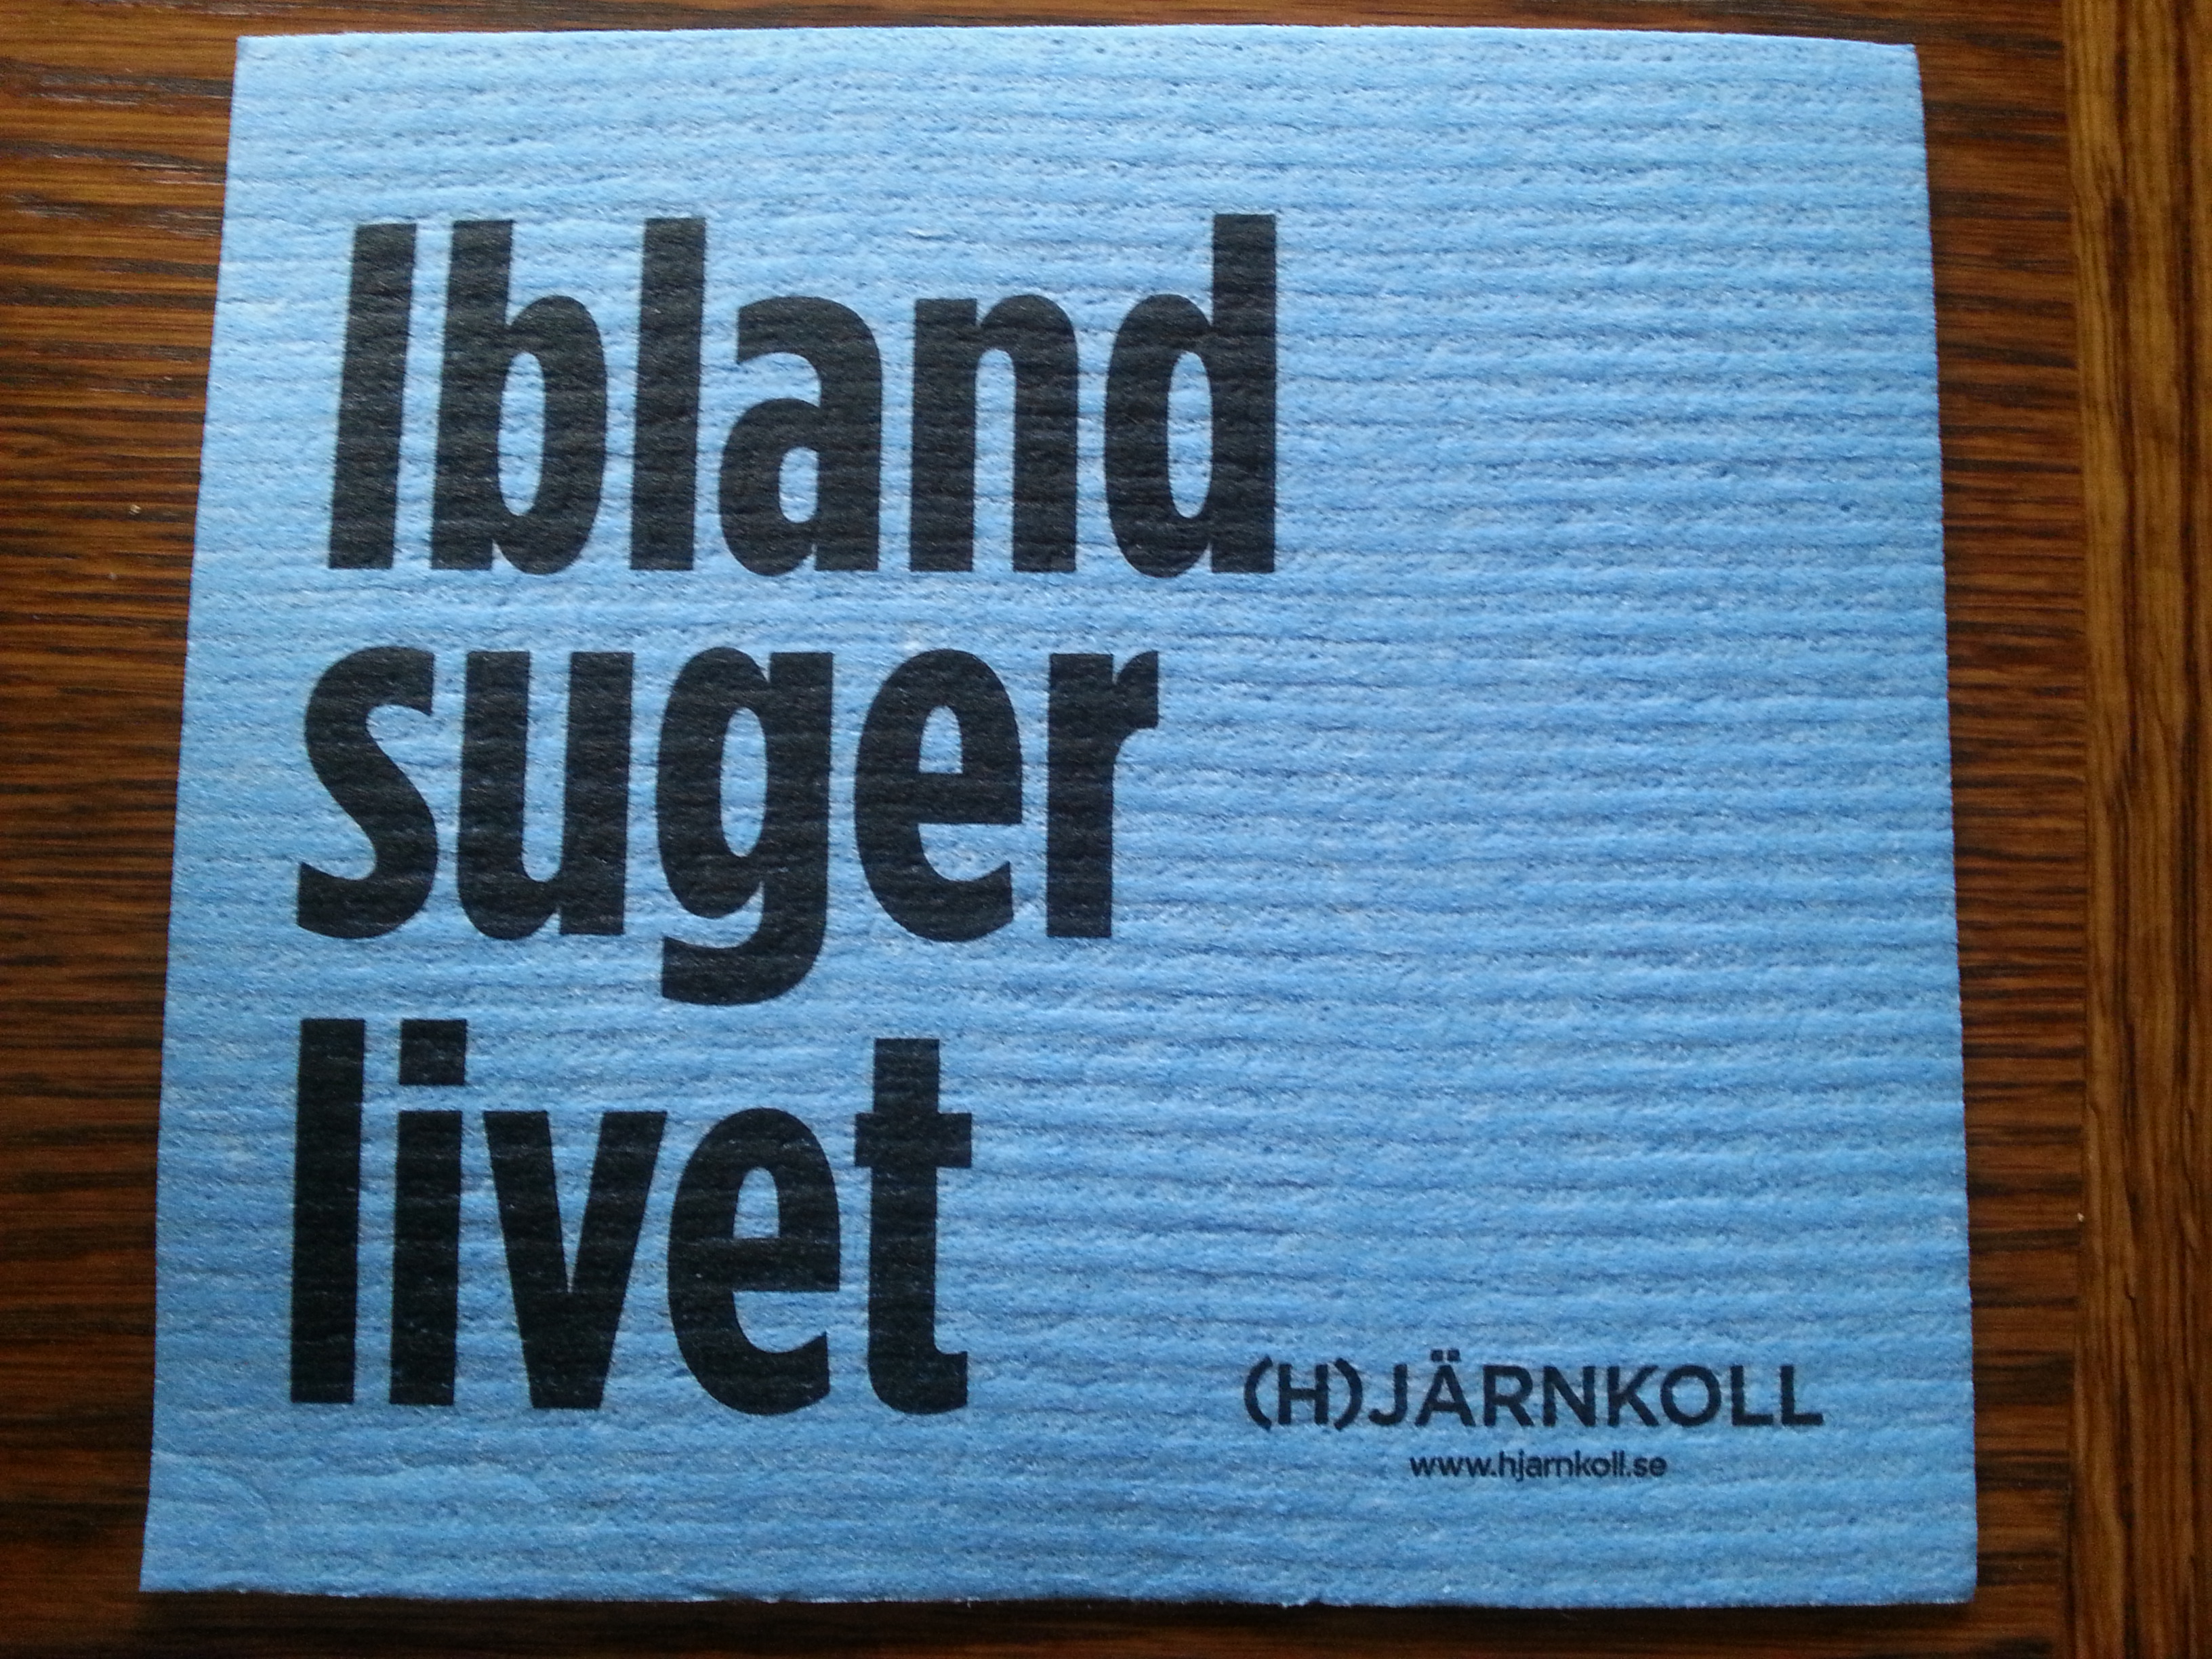 Ibland
suger
livet
(H)JÄRNKOLL
www.hjarnkoll.se